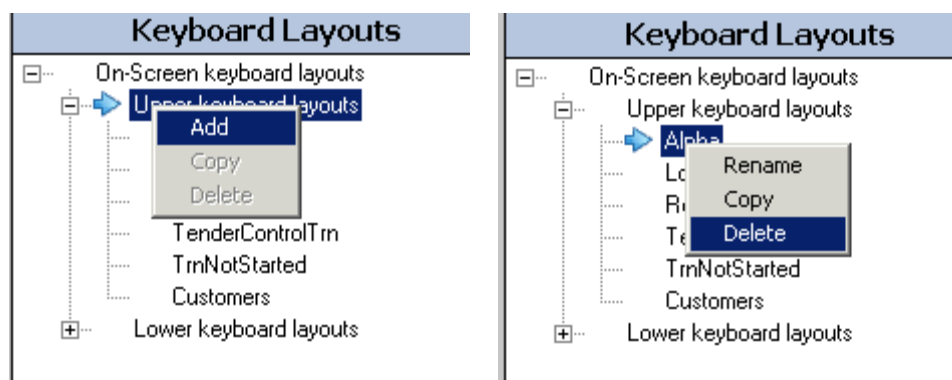 Keyboard Layouts
On-Screen keyboard layouts
Upper keyboard layouts
Add
Copy
Delete
TenderControlTrn
TrnNotStarted
Customers
Lower keyboard layouts
Keyboard Layouts
On-Screen keyboard layouts
Upper keyboard layouts
Alpha
Rename
Copy
Delete
TrnNotStarted
Customers
Lower keyboard layouts